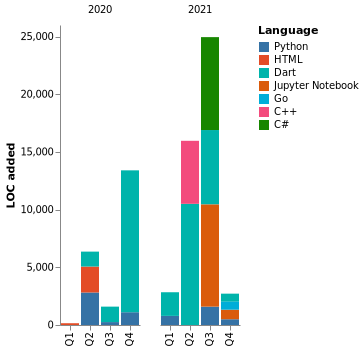 2020
2021
LOC added
25,000
20,000
15,000
10,000
5,000
0
Q1
Q2
Q3
Q4
Q1
Q2
Q3
Q4
Language
Python
HTML
Dart
Jupyter Notebook
Go
C++
C#